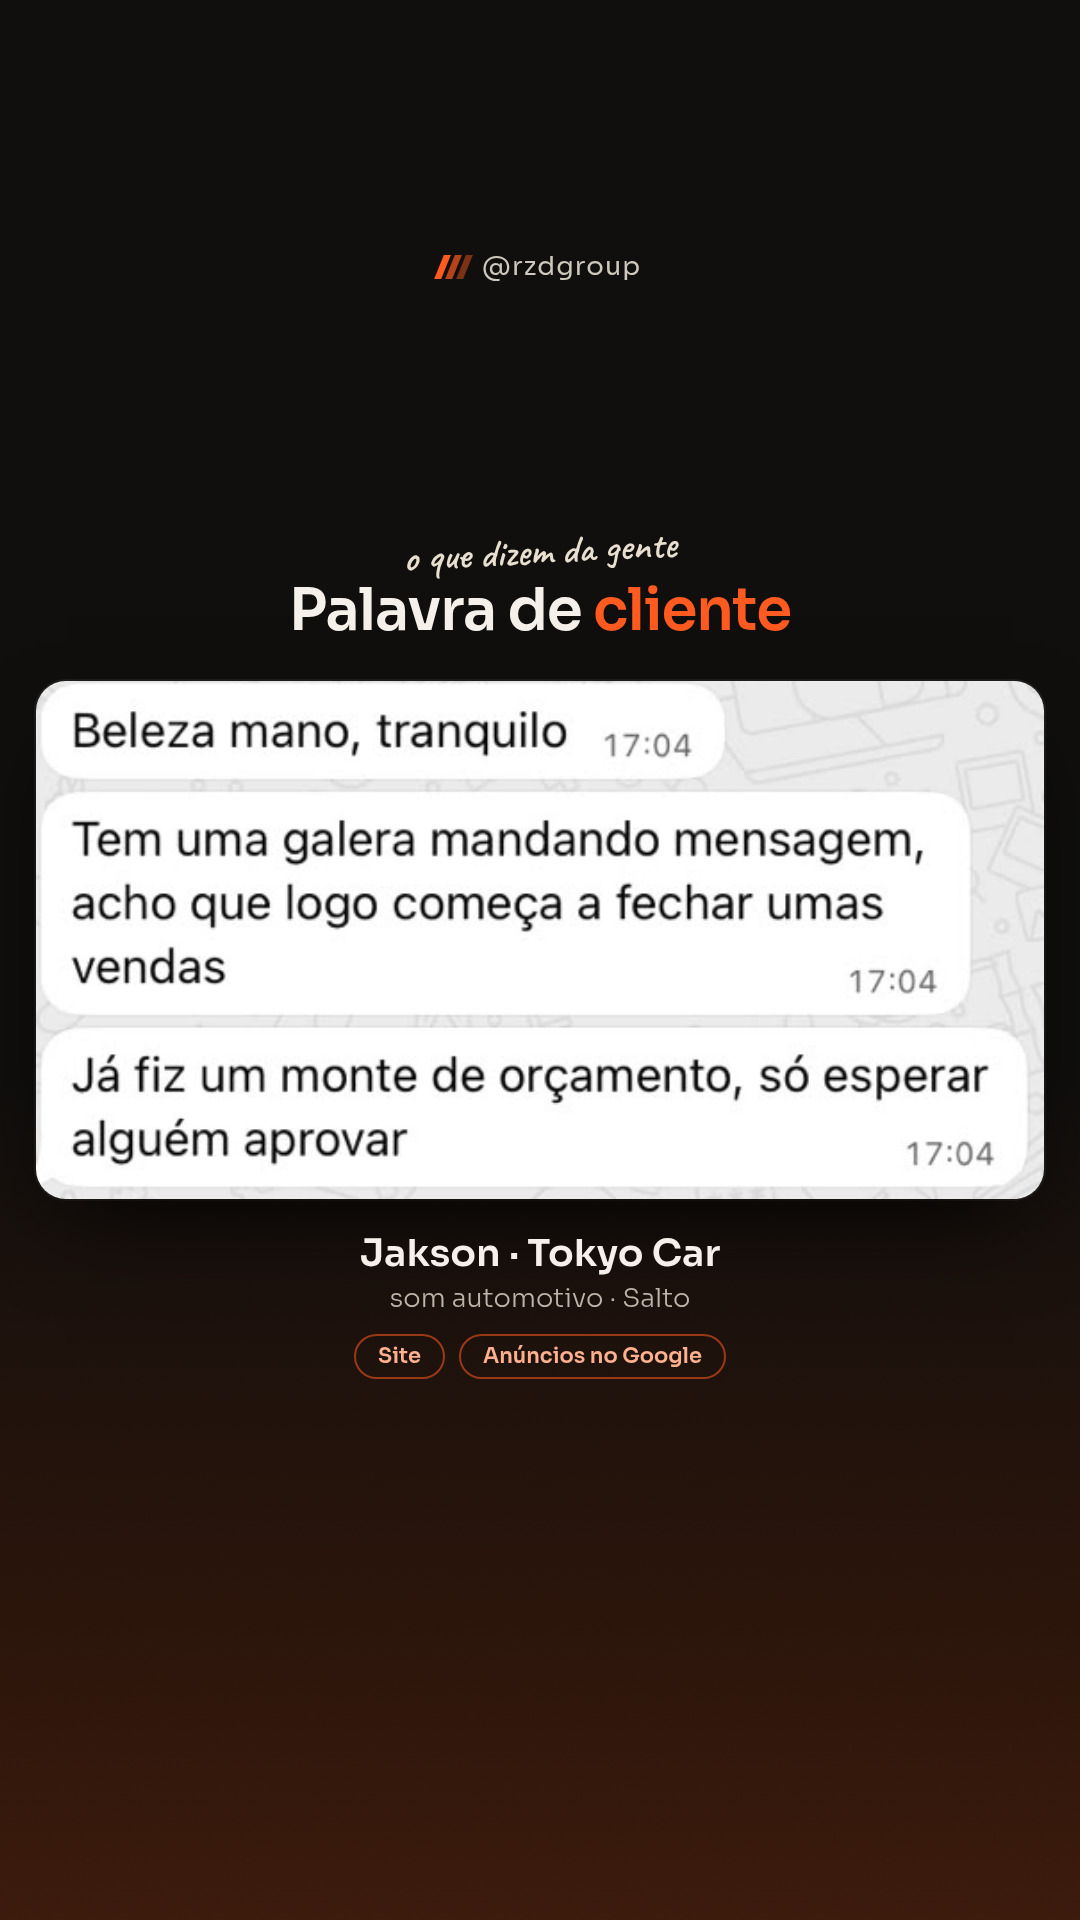 @rzdgroup
o que dizem da gente
Palavra de cliente
Beleza mano, tranquilo 17:04
Tem uma galera mandando mensagem,
acho que logo começa a fechar umas
vendas 17:04
Já fiz um monte de orçamento, só esperar
alguém aprovar 17:04
Jakson · Tokyo Car
som automotivo · Salto
Site Anúncios no Google